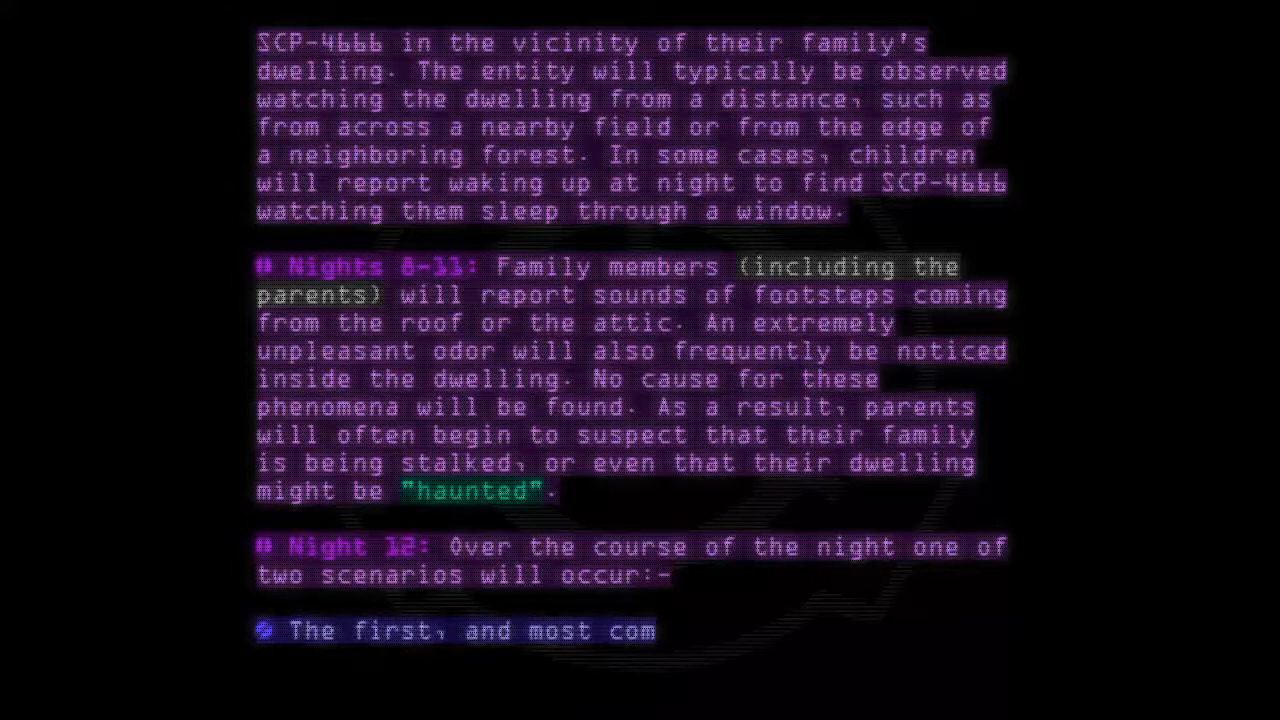 SCP-4666 in the vicinity of their family's
dwelling. The entity will typically be observed
watching the dwelling from a distance, such as
from across a nearby field or from the edge of
a neighboring forest. In some cases, children
will report waking up at night to find SCP-4666
watching them sleep through a window.
Nights 8-11: Family members (including the
parents) will report sounds of footsteps coming
from the roof or the attic. An extremely
unpleasant odor will also frequently be noticed
inside the dwelling. No cause for these
phenomena will be found. As a result, parents
will often begin to suspect that their family
is being stalked, or even that their dwelling
might be "haunted".
Night 12: Over the course of the night one of
two scenarios will occur:-
The first, and most com